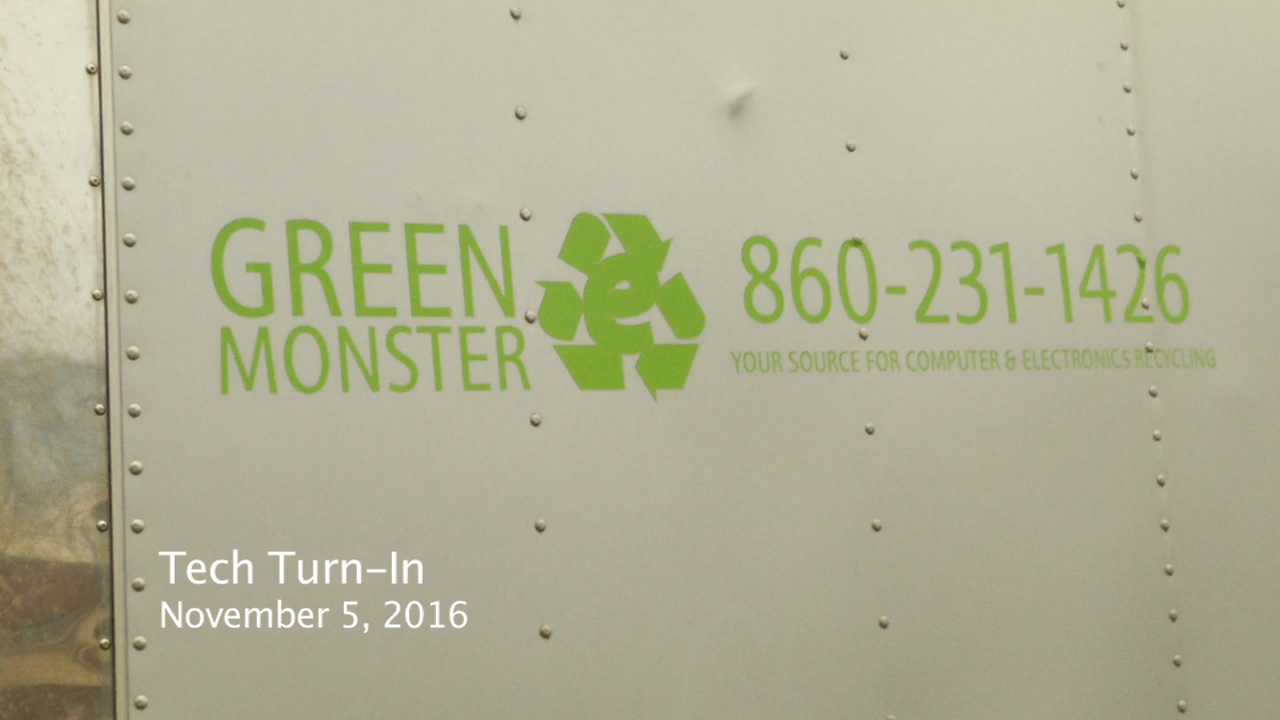 GREEN
MONSTER
e
860-231-1426
YOUR SOURCE FOR COMPUTER & ELECTRONICS RECYCLING
Tech Turn-In
November 5, 2016